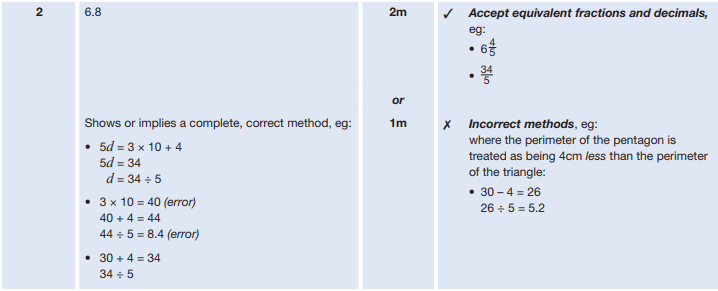 2
6.8
2m
✓ Accept equivalent fractions and decimals,
eg:
• 6 4/5
• 34/5
or
Shows or implies a complete, correct method, eg:
• 5d = 3 × 10 + 4
5d = 34
d = 34 ÷ 5
• 3 × 10 = 40 (error)
40 + 4 = 44
44 ÷ 5 = 8.4 (error)
• 30 + 4 = 34
34 ÷ 5
1m
✗ Incorrect methods, eg:
where the perimeter of the pentagon is
treated as being 4cm less than the perimeter
of the triangle:
• 30 – 4 = 26
26 ÷ 5 = 5.2